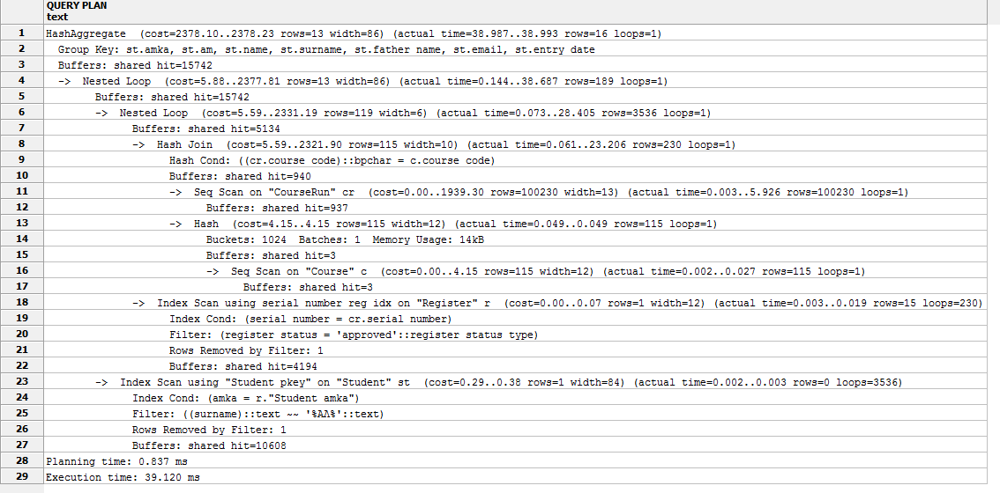 QUERY PLAN
text
1 HashAggregate (cost=2378.10..2378.23 rows=13 width=86) (actual time=38.987..38.993 rows=16 loops=1)
2 Group Key: st.amka, st.am, st.name, st.surname, st.father name, st.email, st.entry date
3 Buffers: shared hit=15742
4 -> Nested Loop (cost=5.88..2377.81 rows=13 width=86) (actual time=0.144..38.687 rows=189 loops=1)
5 Buffers: shared hit=15742
6 -> Nested Loop (cost=5.59..2331.19 rows=119 width=6) (actual time=0.073..28.405 rows=3536 loops=1)
7 Buffers: shared hit=5134
8 -> Hash Join (cost=5.59..2321.90 rows=115 width=10) (actual time=0.061..23.206 rows=230 loops=1)
9 Hash Cond: ((cr.course code)::bpchar = c.course code)
10 Buffers: shared hit=940
11 -> Seq Scan on "CourseRun" cr (cost=0.00..1939.30 rows=100230 width=13) (actual time=0.003..5.926 rows=100230 loops=1)
12 Buffers: shared hit=937
13 -> Hash (cost=4.15..4.15 rows=115 width=12) (actual time=0.049..0.049 rows=115 loops=1)
14 Buckets: 1024 Batches: 1 Memory Usage: 14kB
15 Buffers: shared hit=3
16 -> Seq Scan on "Course" c (cost=0.00..4.15 rows=115 width=12) (actual time=0.002..0.027 rows=115 loops=1)
17 Buffers: shared hit=3
18 -> Index Scan using serial number reg idx on "Register" r (cost=0.00..0.07 rows=1 width=12) (actual time=0.003..0.019 rows=15 loops=230)
19 Index Cond: (serial number = cr.serial number)
20 Filter: (register status = 'approved'::register status type)
21 Rows Removed by Filter: 1
22 Buffers: shared hit=4194
23 -> Index Scan using "Student pkey" on "Student" st (cost=0.29..0.38 rows=1 width=84) (actual time=0.002..0.003 rows=0 loops=3536)
24 Index Cond: (amka = r."Student amka")
25 Filter: ((surname)::text ~~ '%ΑΛ%'::text)
26 Rows Removed by Filter: 1
27 Buffers: shared hit=10608
28 Planning time: 0.837 ms
29 Execution time: 39.120 ms